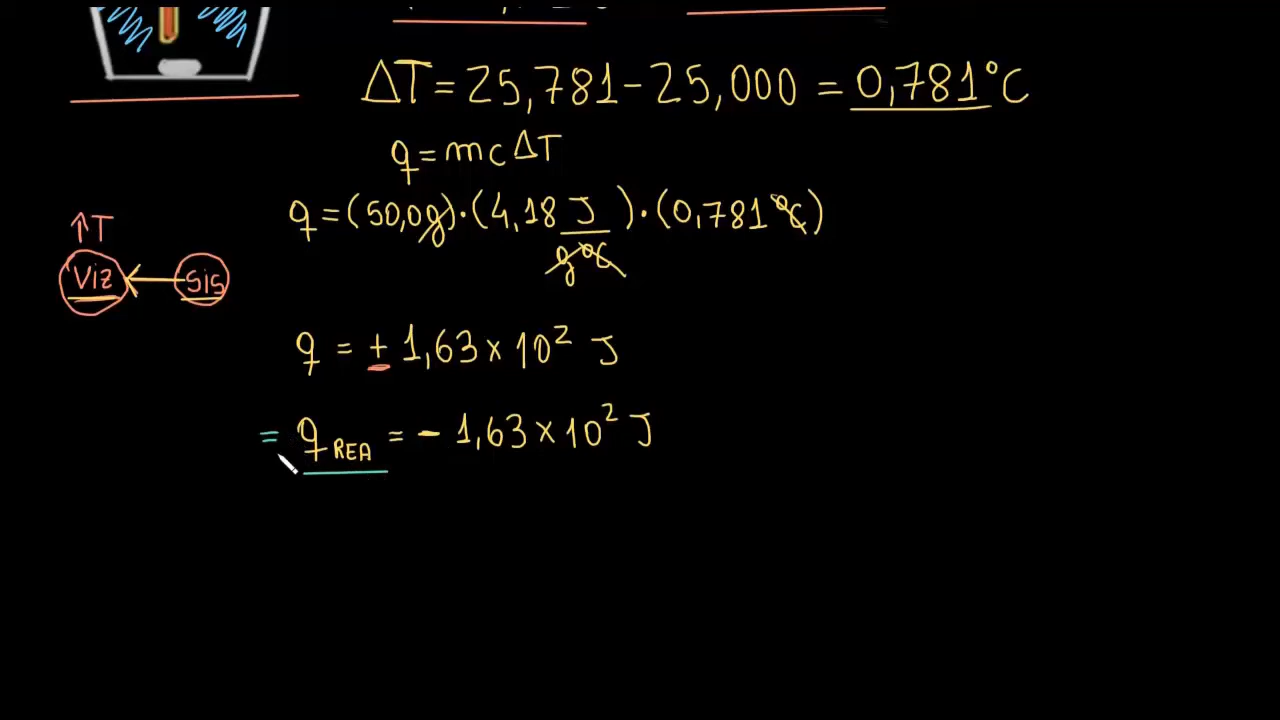 ΔT = 25,781 − 25,000 = 0,781°C
q = mcΔT
q = (50,0g) · (4,18 J/g°C) · (0,781°C)
↑T
Viz ← Sis
q = + 1,63 × 10² J
= qREA = − 1,63 × 10² J